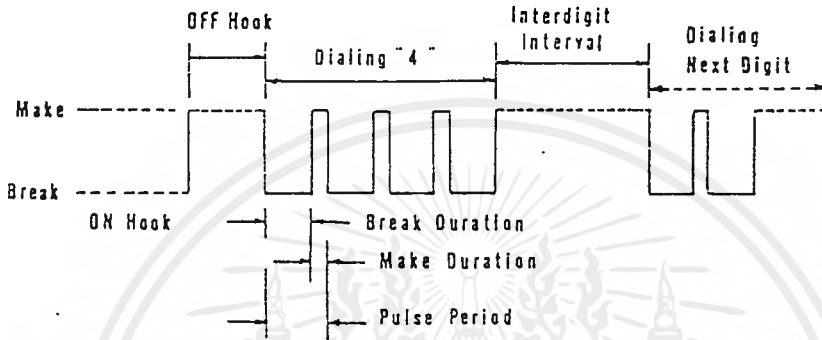 OFF Hook
Dialing "4"
Interdigit
Interval
Dialing
Next Digit
Make
Break
ON Hook
Break Duration
Make Duration
Pulse Period